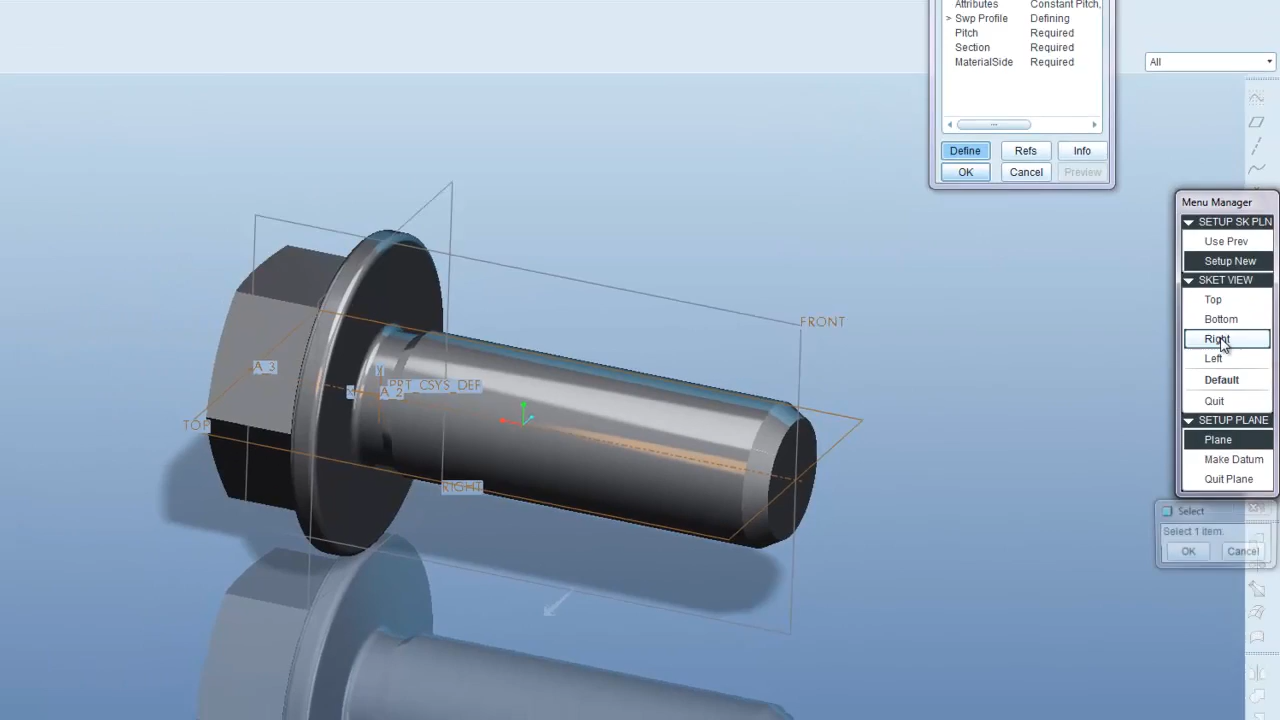 Attributes Constant Pitch,
> Swp Profile Defining
Pitch Required
Section Required
MaterialSide Required
Define Refs Info
OK Cancel Preview
All
Menu Manager
SETUP SK PLN
Use Prev
Setup New
SKET VIEW
Top
Bottom
Right
Left
Default
Quit
SETUP PLANE
Plane
Make Datum
Quit Plane
Select
Select 1 item.
OK Cancel
FRONT
A_3
PRT_CSYS_DEF
A_2
TOP
RIGHT